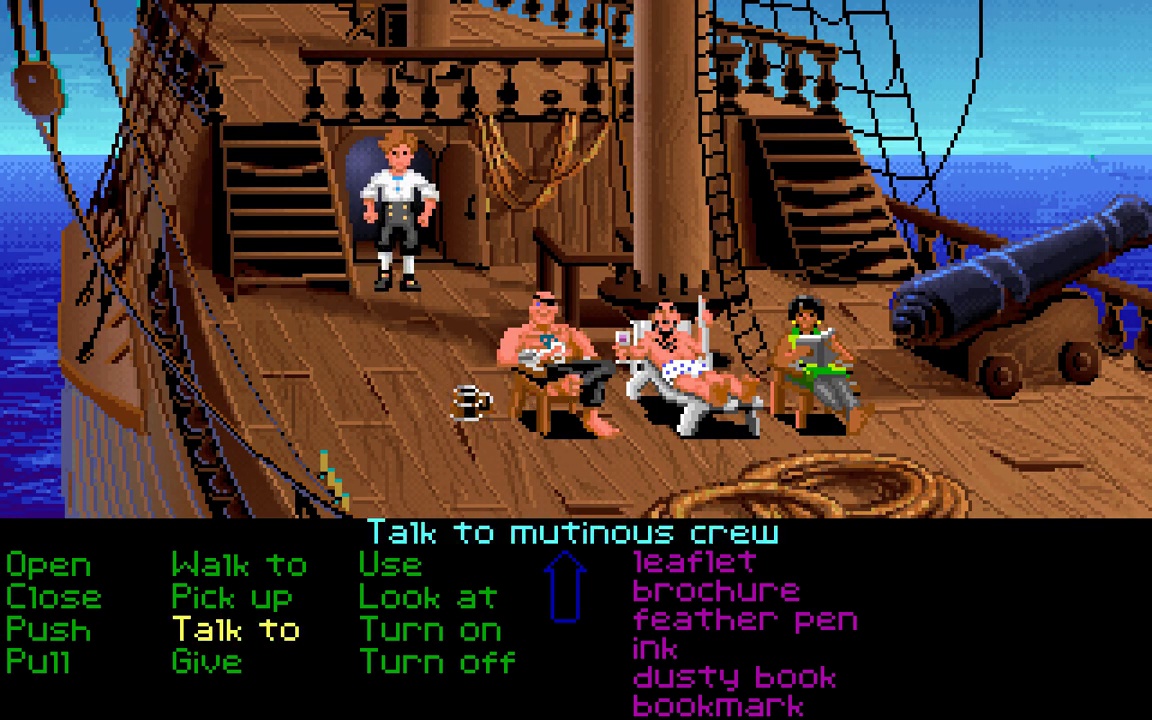 Talk to mutinous crew
Open Walk to Use
Close Pick up Look at
Push Talk to Turn on
Pull Give Turn off
leaflet
brochure
feather pen
ink
dusty book
bookmark